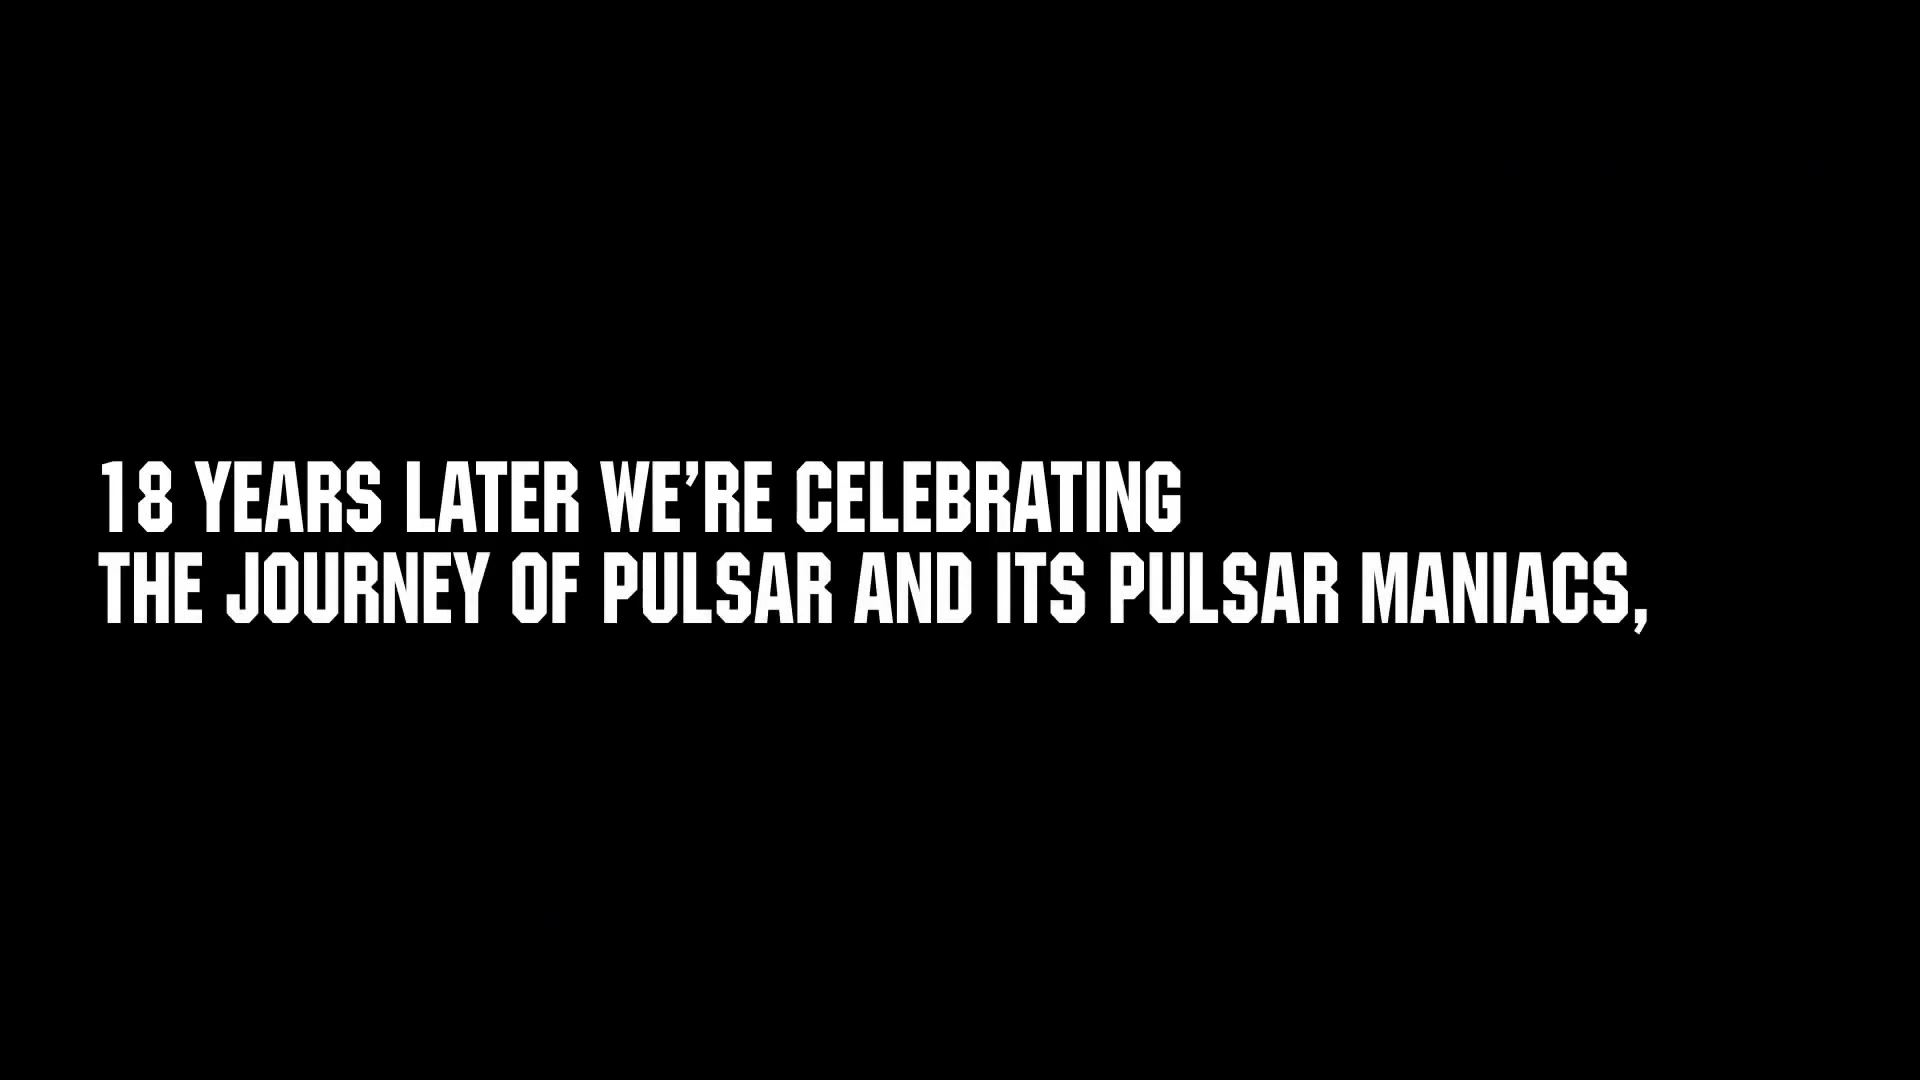 18 YEARS LATER WE’RE CELEBRATING
THE JOURNEY OF PULSAR AND ITS PULSAR MANIACS,